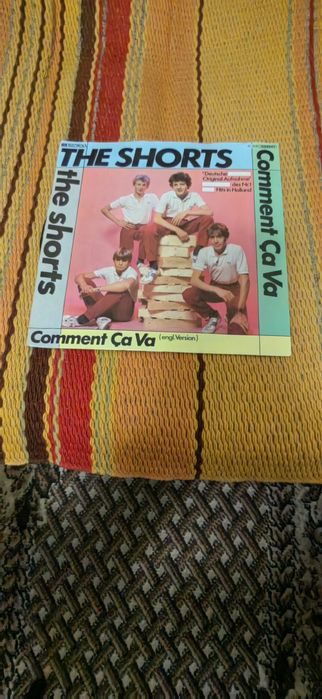 THE SHORTS
"Deutsche
Original Aufnahme"
des Nr.1
Hits in Holland
Comment Ça Va
the shorts
Comment Ça Va (engl. Version)